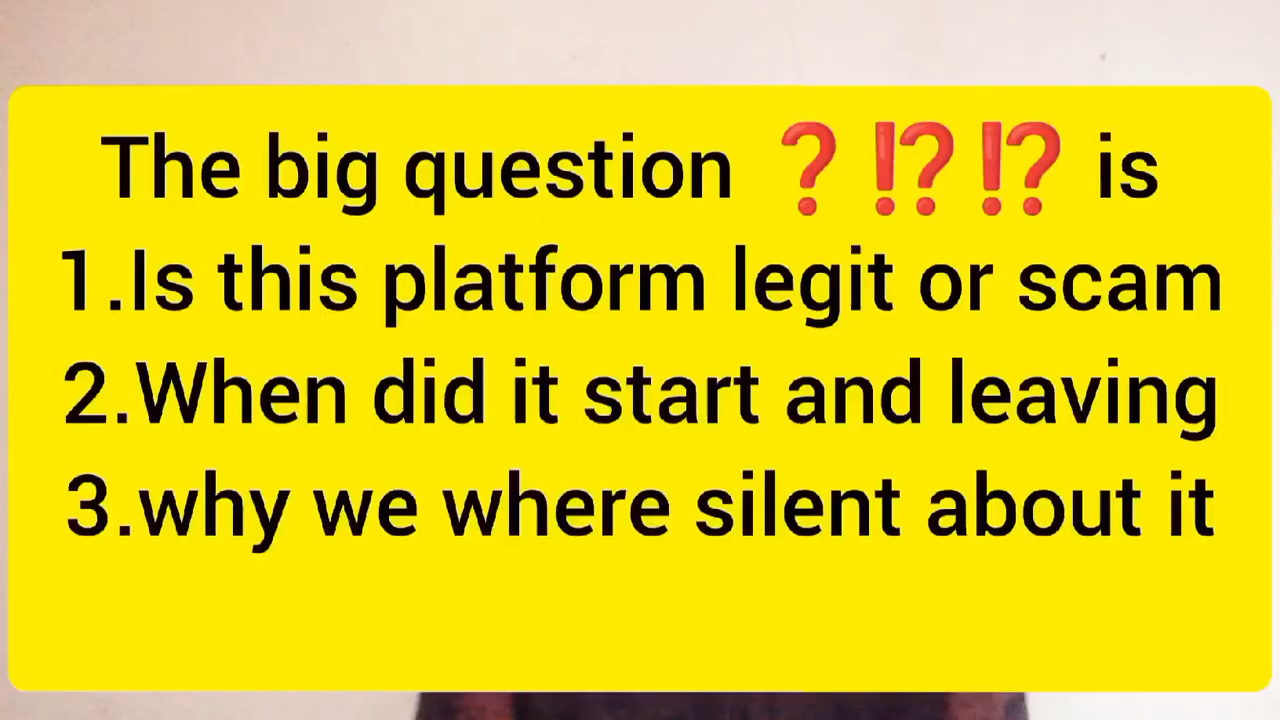 The big question ❓⁉️⁉️ is
1.Is this platform legit or scam
2.When did it start and leaving
3.why we where silent about it